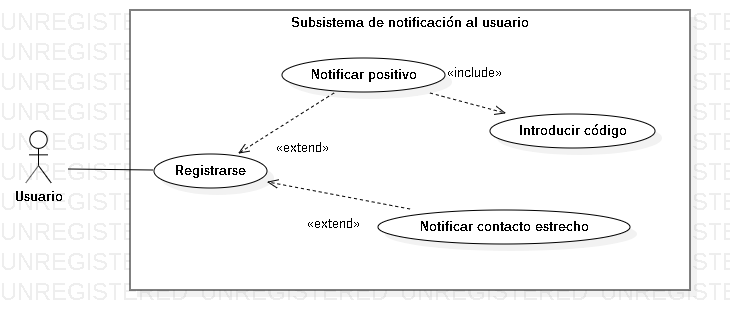 Subsistema de notificación al usuario
Notificar positivo
«include»
Introducir código
«extend»
Registrarse
Usuario
Notificar contacto estrecho
«extend»
UNREGISTERED UNREGISTERED UNREGISTERED UNREGISTERED